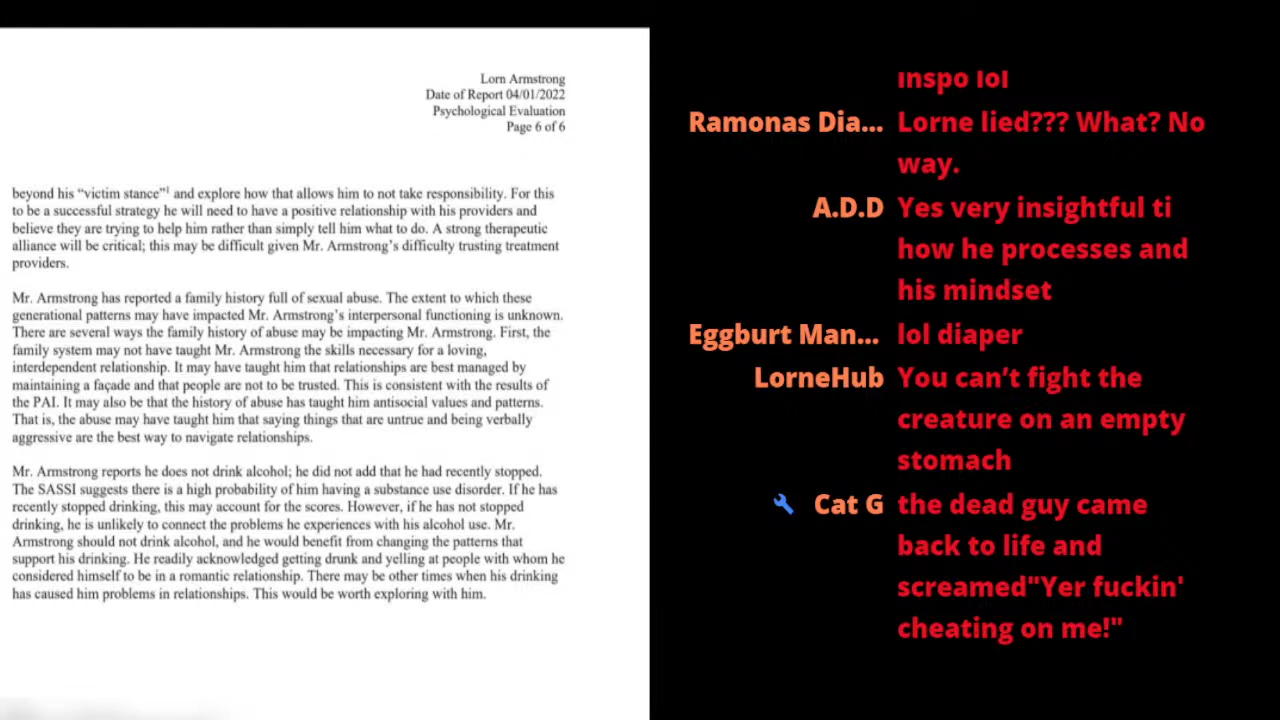 Lorn Armstrong
Date of Report 04/01/2022
Psychological Evaluation
Page 6 of 6
beyond his “victim stance”¹ and explore how that allows him to not take responsibility. For this
to be a successful strategy he will need to have a positive relationship with his providers and
believe they are trying to help him rather than simply tell him what to do. A strong therapeutic
alliance will be critical; this may be difficult given Mr. Armstrong’s difficulty trusting treatment
providers.
Mr. Armstrong has reported a family history full of sexual abuse. The extent to which these
generational patterns may have impacted Mr. Armstrong’s interpersonal functioning is unknown.
There are several ways the family history of abuse may be impacting Mr. Armstrong. First, the
family system may not have taught Mr. Armstrong the skills necessary for a loving,
interdependent relationship. It may have taught him that relationships are best managed by
maintaining a façade and that people are not to be trusted. This is consistent with the results of
the PAI. It may also be that the history of abuse has taught him antisocial values and patterns.
That is, the abuse may have taught him that saying things that are untrue and being verbally
aggressive are the best way to navigate relationships.
Mr. Armstrong reports he does not drink alcohol; he did not add that he had recently stopped.
The SASSI suggests there is a high probability of him having a substance use disorder. If he has
recently stopped drinking, this may account for the scores. However, if he has not stopped
drinking, he is unlikely to connect the problems he experiences with his alcohol use. Mr.
Armstrong should not drink alcohol, and he would benefit from changing the patterns that
support his drinking. He readily acknowledged getting drunk and yelling at people with whom he
considered himself to be in a romantic relationship. There may be other times when his drinking
has caused him problems in relationships. This would be worth exploring with him.
inspo lol
Ramonas Dia... Lorne lied??? What? No
way.
A.D.D Yes very insightful ti
how he processes and
his mindset
Eggburt Man... lol diaper
LorneHub You can’t fight the
creature on an empty
stomach
Cat G the dead guy came
back to life and
screamed"Yer fuckin'
cheating on me!"